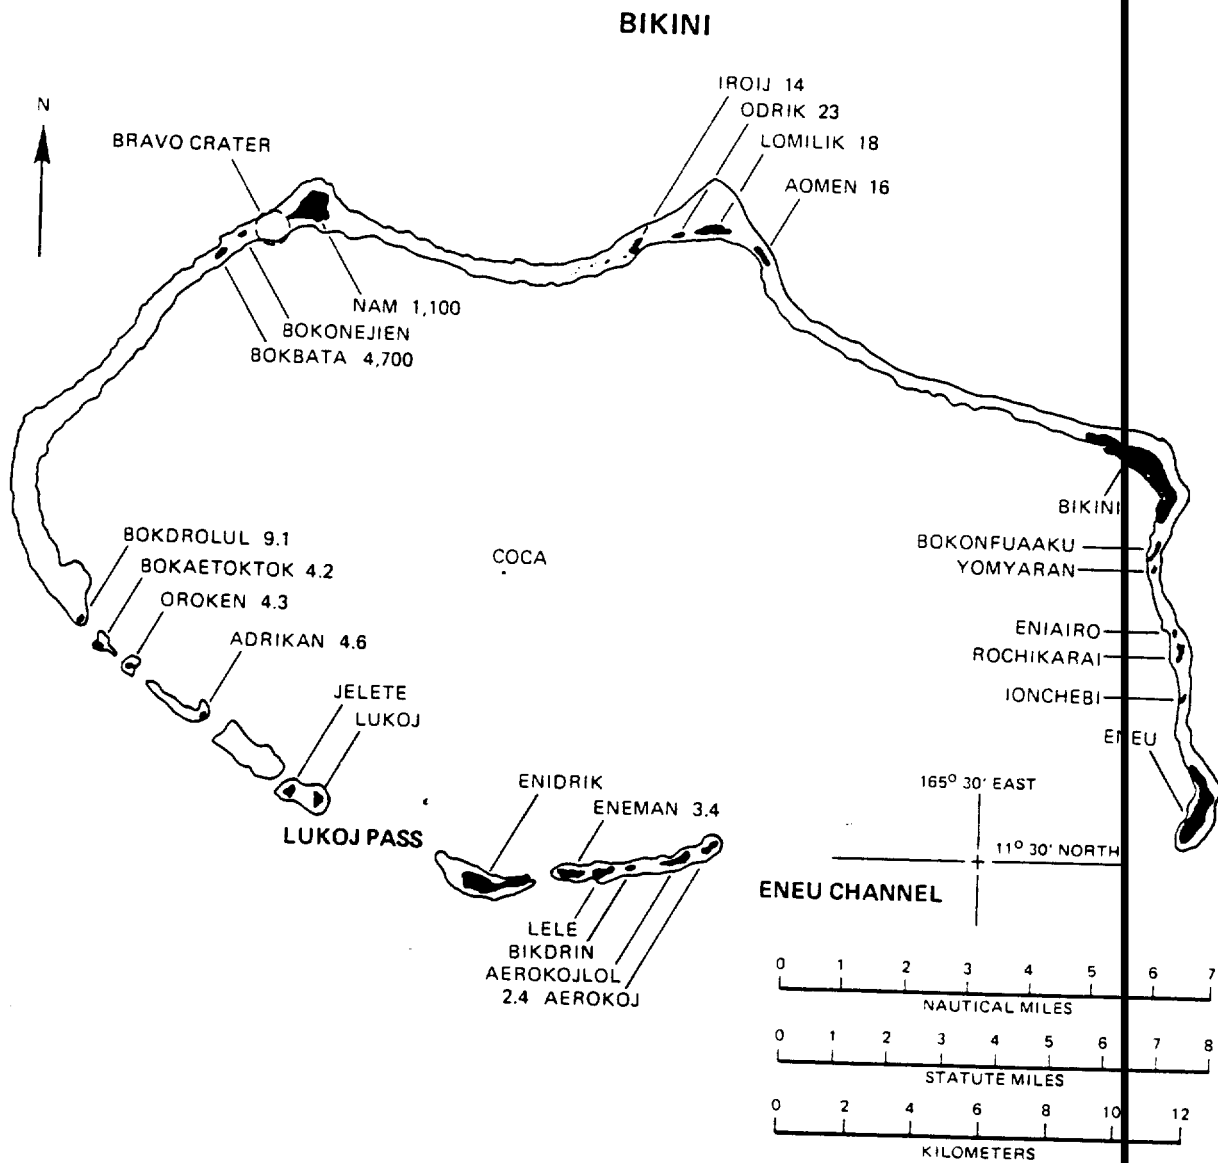 BIKINI
IROIJ 14
ODRIK 23
LOMILIK 18
AOMEN 16
N
BRAVO CRATER
NAM 1,100
BOKONEJIEN
BOKBATA 4,700
BIKINI
BOKONFUAAKU
YOMYARAN
ENIAIRO
ROCHIKARAI
IONCHEBI
ENEU
COCA
BOKDROLUL 9.1
BOKAETOKTOK 4.2
OROKEN 4.3
ADRIKAN 4.6
JELETE
LUKOJ
LUKOJ PASS
ENIDRIK
ENEMAN 3.4
LELE
BIKDRIN
AEROKOJLOL
2.4 AEROKOJ
165° 30' EAST
11° 30' NORTH
ENEU CHANNEL
0 1 2 3 4 5 6 7
NAUTICAL MILES
0 1 2 3 4 5 6 7 8
STATUTE MILES
0 2 4 6 8 10 12
KILOMETERS